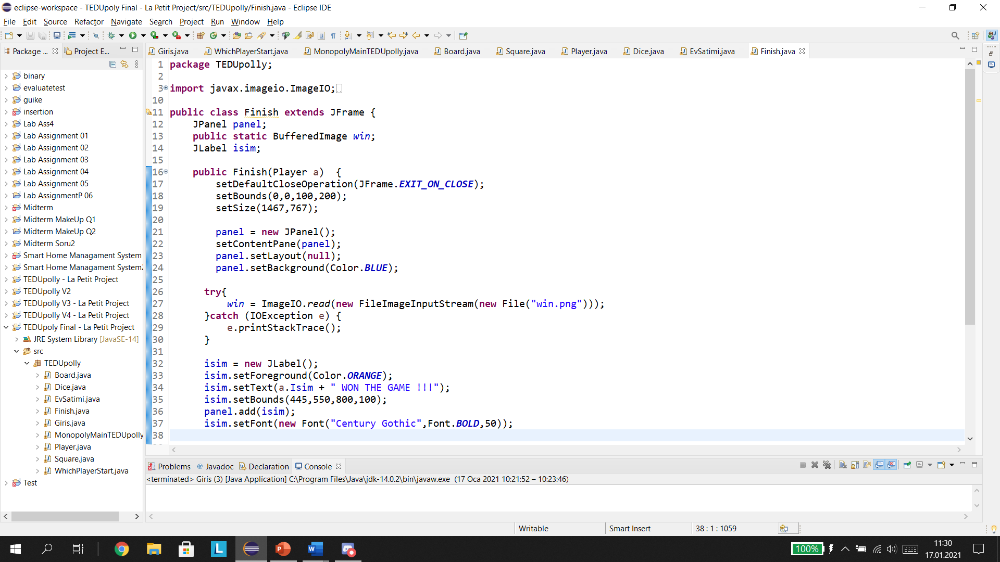 eclipse-workspace - TEDUpoly Final - La Petit Project/src/TEDUpolly/Finish.java - Eclipse IDE
File Edit Source Refactor Navigate Search Project Run Window Help
Package ... Project E...
Giris.java WhichPlayerStart.java MonopolyMainTEDUpolly.java Board.java Square.java Player.java Dice.java EvSatimi.java Finish.java
binary
evaluatetest
guike
insertion
Lab Ass4
Lab Assignment 01
Lab Assignment 02
Lab Assignment 03
Lab Assignment 04
Lab Assignment 05
Lab AssignmentP 06
Midterm
Midterm MakeUp Q1
Midterm MakeUp Q2
Midterm Soru2
Smart Home Managament System
Smart Home Managament System
TEDUpolly - La Petit Project
TEDUpolly V2
TEDUpolly V3 - La Petit Project
TEDUpolly V4 - La Petit Project
TEDUpoly Final - La Petit Project
JRE System Library [JavaSE-14]
src
TEDUpolly
Board.java
Dice.java
EvSatimi.java
Finish.java
Giris.java
MonopolyMainTEDUpolly
Player.java
Square.java
WhichPlayerStart.java
Test
1 package TEDUpolly;
2
3 import javax.imageio.ImageIO;
10
11 public class Finish extends JFrame {
12 JPanel panel;
13 public static BufferedImage win;
14 JLabel isim;
15
16 public Finish(Player a)  {
17 setDefaultCloseOperation(JFrame.EXIT_ON_CLOSE);
18 setBounds(0,0,100,200);
19 setSize(1467,767);
20
21 panel = new JPanel();
22 setContentPane(panel);
23 panel.setLayout(null);
24 panel.setBackground(Color.BLUE);
25
26 try{
27 win = ImageIO.read(new FileImageInputStream(new File("win.png")));
28 }catch (IOException e) {
29 e.printStackTrace();
30 }
31
32 isim = new JLabel();
33 isim.setForeground(Color.ORANGE);
34 isim.setText(a.Isim + " WON THE GAME !!!");
35 isim.setBounds(445,550,800,100);
36 panel.add(isim);
37 isim.setFont(new Font("Century Gothic",Font.BOLD,50));
38
Problems Javadoc Declaration Console
<terminated> Giris (3) [Java Application] C:\Program Files\Java\jdk-14.0.2\bin\javaw.exe (17 Oca 2021 10:21:52 – 10:23:46)
Writable Smart Insert 38 : 1 : 1059
100% 11:30
17.01.2021